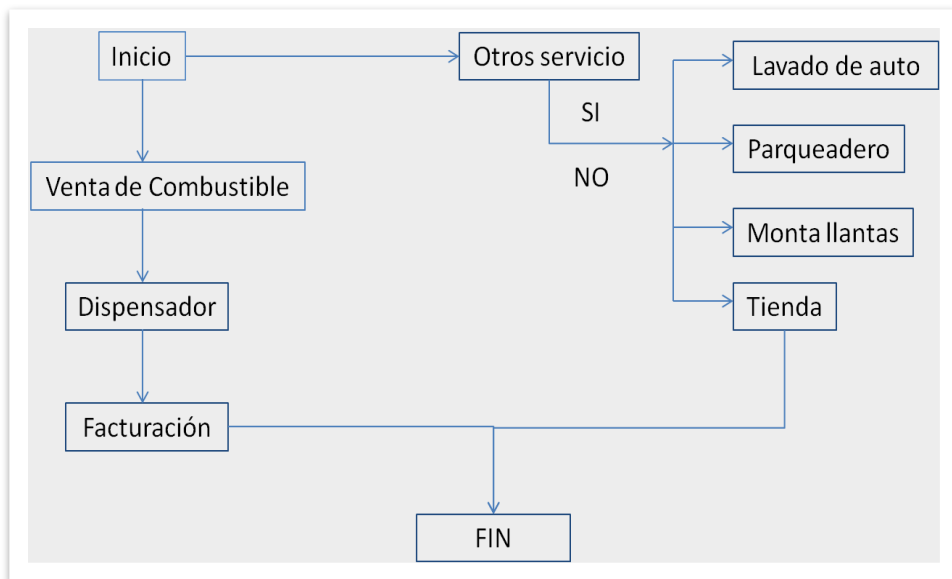 Inicio
Otros servicio
Lavado de auto
SI
Parqueadero
NO
Venta de Combustible
Monta llantas
Dispensador
Tienda
Facturación
FIN